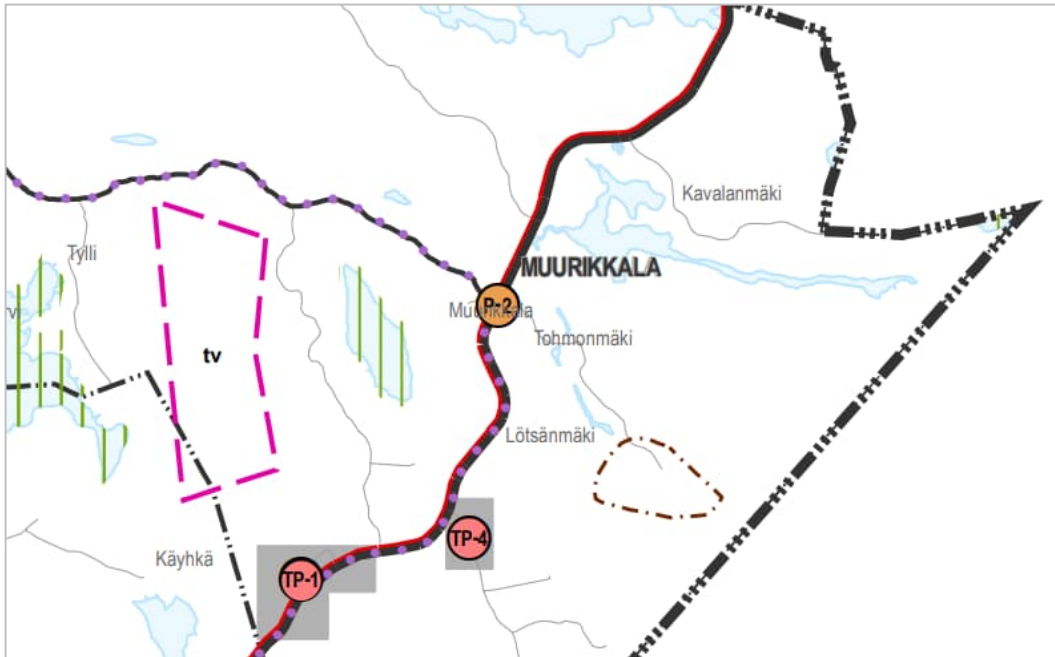 Kavalanmäki
Tylli
MUURIKKALA
P-2
Muurikkala
v
Tohmonmäki
tv
Lötsänmäki
TP-4
Käyhkä
TP-1